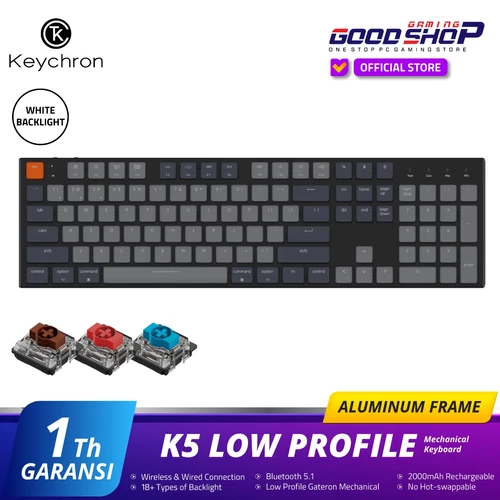 Keychron
GAMING
GOOD SHOP
ONE STOP PC GAMING STORE
OFFICIAL STORE
WHITE
BACKLIGHT
ALUMINUM FRAME
1 Th
GARANSI
K5 LOW PROFILE
Mechanical
Keyboard
Wireless & Wired Connection
Bluetooth 5.1
2000mAh Rechargeable
18+ Types of Backlight
Low Profile Gateron Mechanical
No Hot-swappable